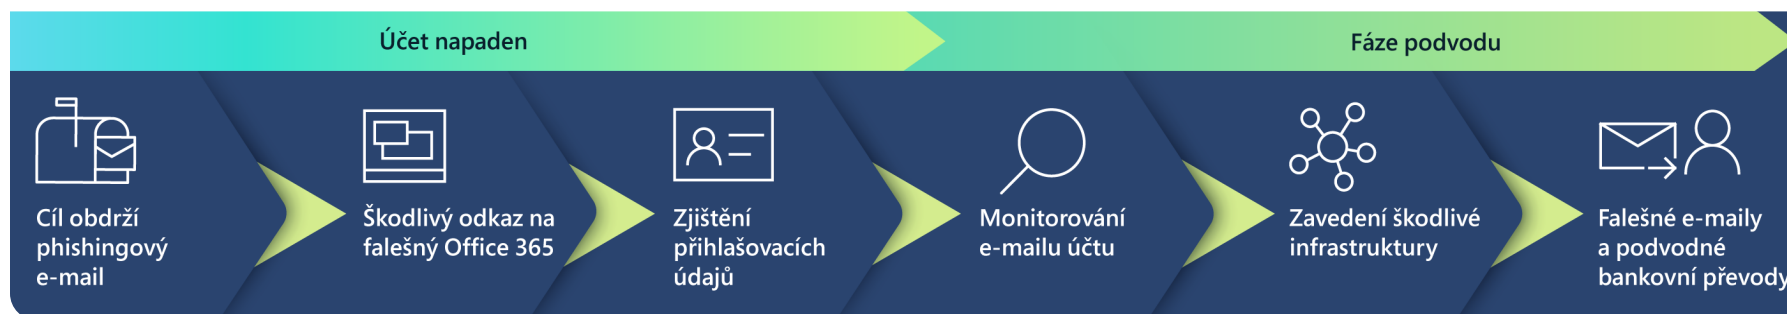 Účet napaden
Fáze podvodu
Cíl obdrží
phishingový
e-mail
Škodlivý odkaz na
falešný Office 365
Zjištění
přihlašovacích
údajů
Monitorování
e-mailu účtu
Zavedení škodlivé
infrastruktury
Falešné e-maily
a podvodné
bankovní převody